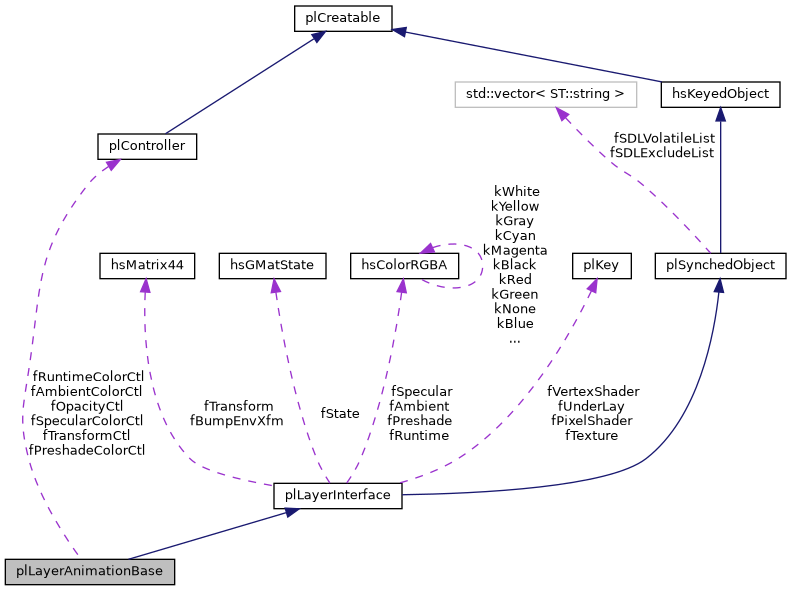 plCreatable
std::vector< ST::string >
hsKeyedObject
plController
fSDLVolatileList
fSDLExcludeList
hsMatrix44
hsGMatState
hsColorRGBA
kWhite
kYellow
kGray
kCyan
kMagenta
kBlack
kRed
kGreen
kNone
kBlue
...
plKey
plSynchedObject
fRuntimeColorCtl
fAmbientColorCtl
fOpacityCtl
fSpecularColorCtl
fTransformCtl
fPreshadeColorCtl
fTransform
fBumpEnvXfm
fState
fSpecular
fAmbient
fPreshade
fRuntime
fVertexShader
fUnderLay
fPixelShader
fTexture
plLayerInterface
plLayerAnimationBase